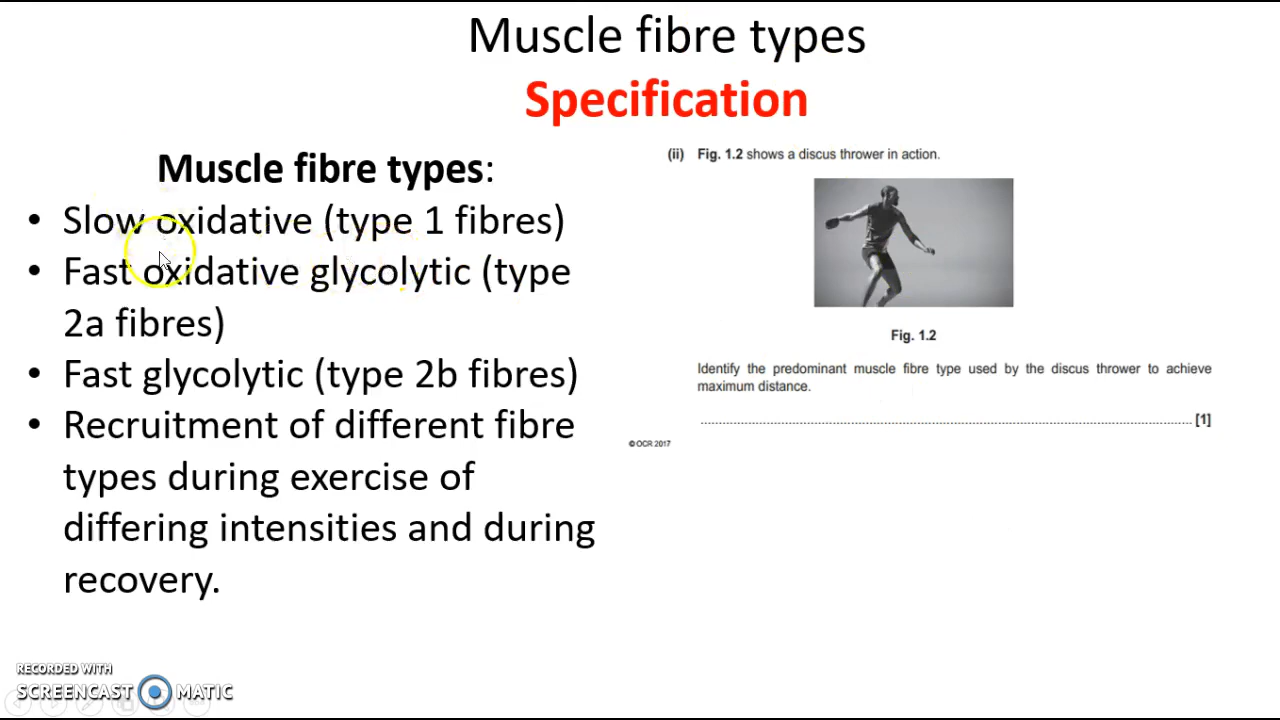 Muscle fibre types
Specification
Muscle fibre types:
• Slow oxidative (type 1 fibres)
• Fast oxidative glycolytic (type
2a fibres)
• Fast glycolytic (type 2b fibres)
• Recruitment of different fibre
types during exercise of
differing intensities and during
recovery.
(ii) Fig. 1.2 shows a discus thrower in action.
Fig. 1.2
Identify the predominant muscle fibre type used by the discus thrower to achieve
maximum distance.
.......................................................................................................................... [1]
© OCR 2017
RECORDED WITH
SCREENCAST MATIC